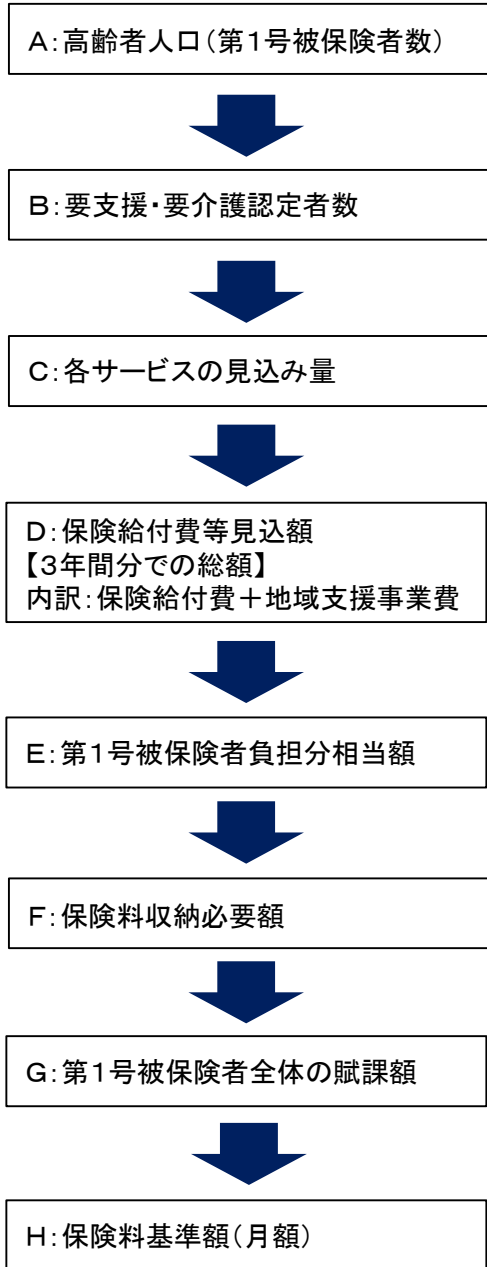 A:高齢者人口(第1号被保険者数)
B:要支援・要介護認定者数
C:各サービスの見込み量
D:保険給付費等見込額
【3年間分での総額】
内訳:保険給付費+地域支援事業費
E:第1号被保険者負担分相当額
F:保険料収納必要額
G:第1号被保険者全体の賦課額
H:保険料基準額(月額)